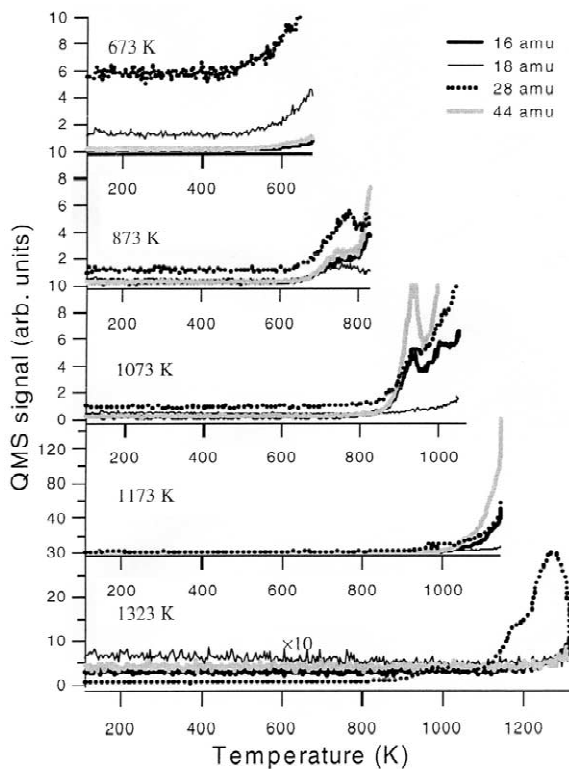 10
8
6
4
2
10
673 K
16 amu
18 amu
28 amu
44 amu
200 400 600
8
6
4
2
10
873 K
200 400 600 800
8
6
4
2
0
1073 K
200 400 600 800 1000
120
80
40
30
1173 K
200 400 600 800 1000
20
10
0
1323 K
×10
200 400 600 800 1000 1200
Temperature (K)
QMS signal (arb. units)